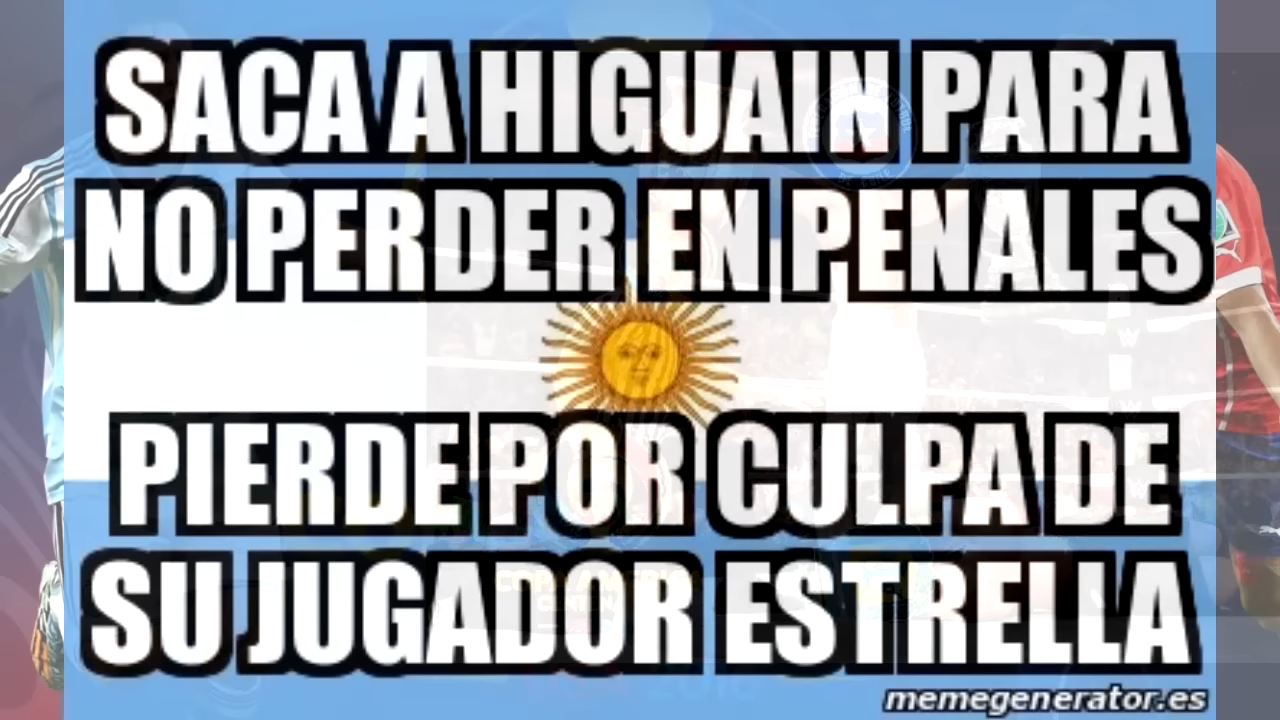 SACA A HIGUAIN PARA
NO PERDER EN PENALES
PIERDE POR CULPA DE
SU JUGADOR ESTRELLA
memegenerator.es